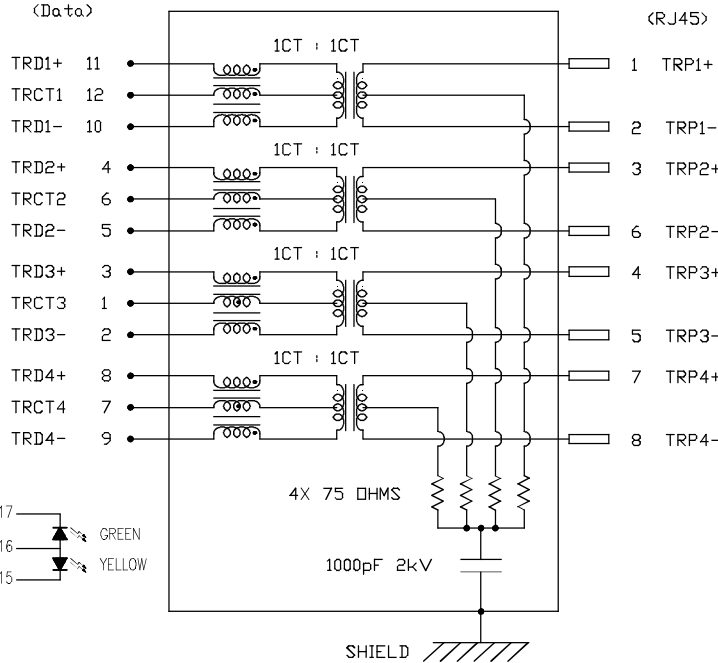 (Data)
(RJ45)
1CT : 1CT
TRD1+ 11
1 TRP1+
TRCT1 12
TRD1- 10
2 TRP1-
1CT : 1CT
TRD2+ 4
3 TRP2+
TRCT2 6
TRD2- 5
6 TRP2-
1CT : 1CT
TRD3+ 3
4 TRP3+
TRCT3 1
TRD3- 2
5 TRP3-
1CT : 1CT
TRD4+ 8
7 TRP4+
TRCT4 7
TRD4- 9
8 TRP4-
4X 75 OHMS
17
GREEN
16
YELLOW
15
1000pF 2kV
SHIELD